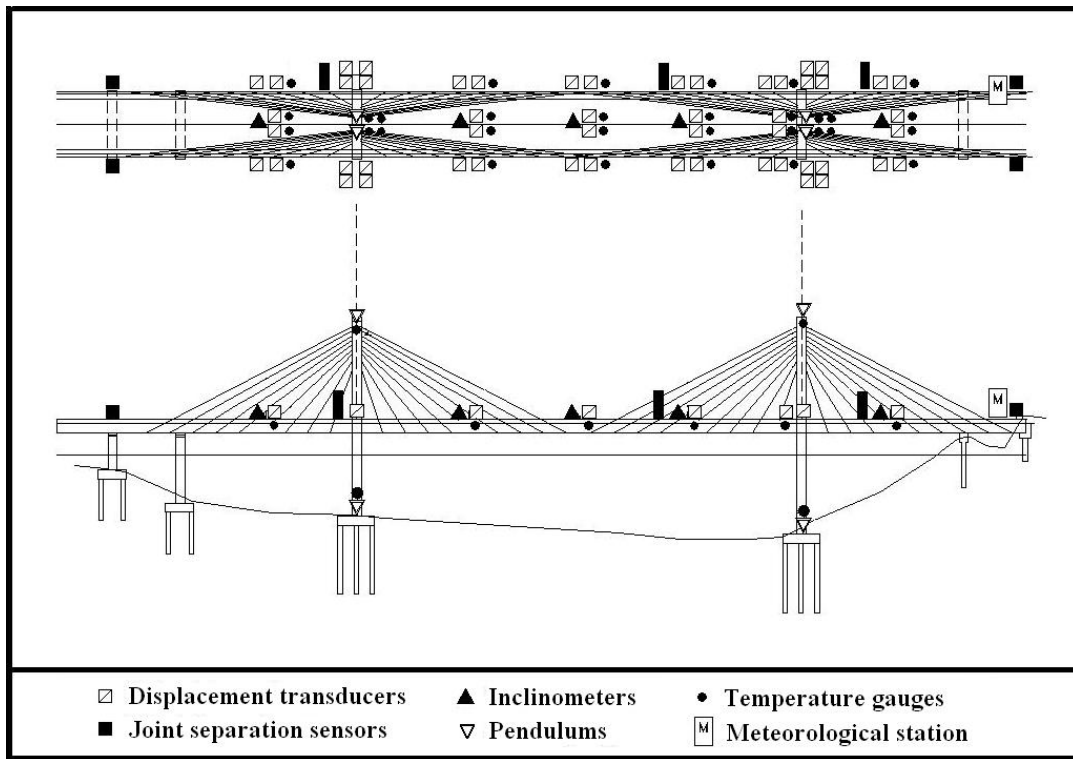 M
M
Displacement transducers
Inclinometers
Temperature gauges
Joint separation sensors
Pendulums
M
Meteorological station